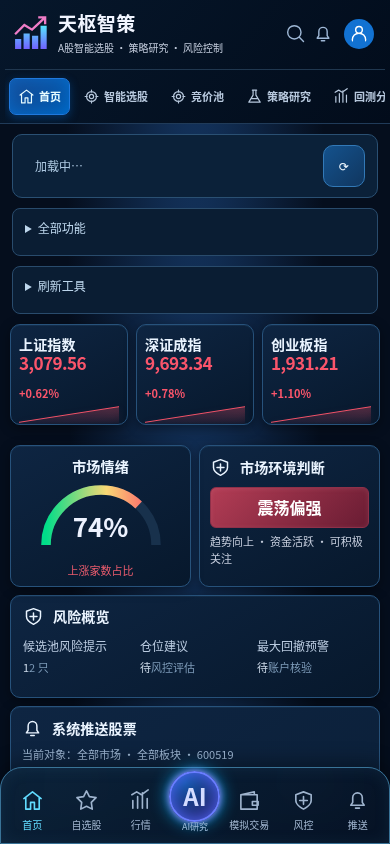 天枢智策
A股智能选股 · 策略研究 · 风险控制
首页 智能选股 竞价池 策略研究 回测分
加载中…
全部功能
刷新工具
上证指数 深证成指 创业板指
3,079.56 9,693.34 1,931.21
+0.62% +0.78% +1.10%
市场情绪
74%
上涨家数占比
市场环境判断
震荡偏强
趋势向上 · 资金活跃 · 可积极
关注
风险概览
候选池风险提示 仓位建议 最大回撤预警
12 只 待风控评估 待账户核验
系统推送股票
当前对象：全部市场 · 全部板块 · 600519
AI
首页 自选股 行情 AI研究 模拟交易 风控 推送